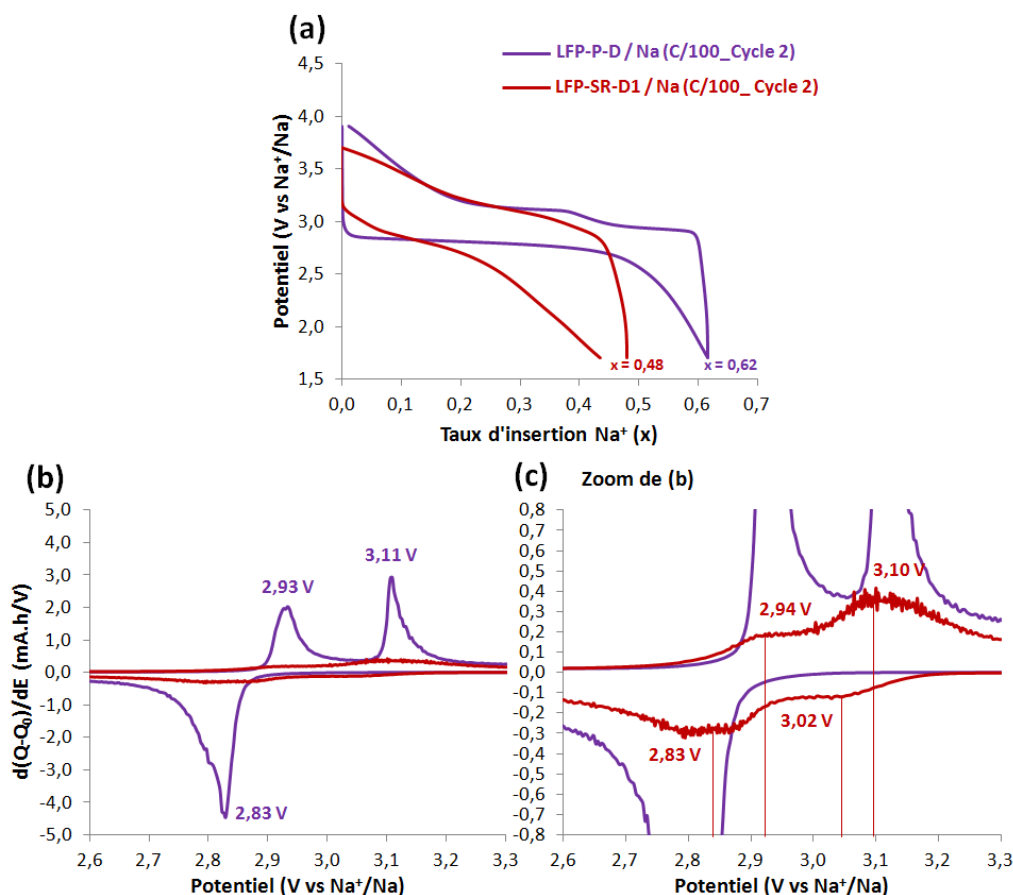 (a)
LFP-P-D / Na (C/100_Cycle 2)
LFP-SR-D1 / Na (C/100_ Cycle 2)
Potentiel (V vs Na⁺/Na)
4,5
4,0
3,5
3,0
2,5
2,0
1,5
x = 0,48
x = 0,62
0,0 0,1 0,2 0,3 0,4 0,5 0,6 0,7
Taux d'insertion Na⁺ (x)
(b)
d(Q-Q₀)/dE (mA.h/V)
5,0
4,0
3,0
2,0
1,0
0,0
-1,0
-2,0
-3,0
-4,0
-5,0
2,93 V
3,11 V
2,83 V
2,6 2,7 2,8 2,9 3,0 3,1 3,2 3,3
Potentiel (V vs Na⁺/Na)
(c)
Zoom de (b)
0,8
0,7
0,6
0,5
0,4
0,3
0,2
0,1
0,0
-0,1
-0,2
-0,3
-0,4
-0,5
-0,6
-0,7
-0,8
2,94 V
3,10 V
2,83 V
3,02 V
2,6 2,7 2,8 2,9 3,0 3,1 3,2 3,3
Potentiel (V vs Na⁺/Na)